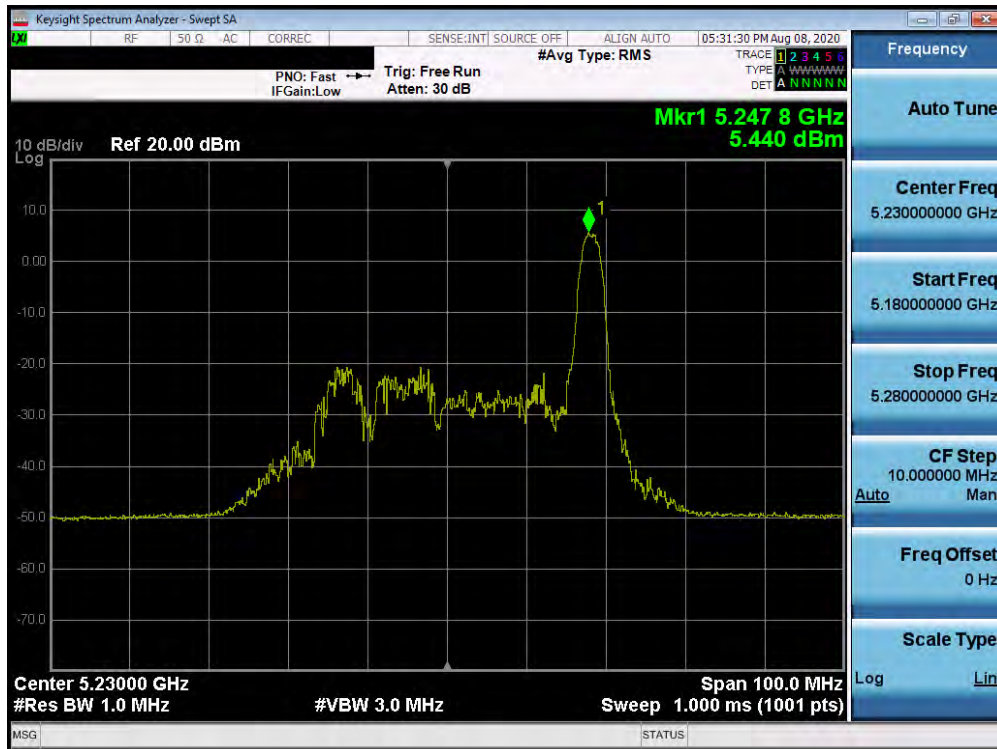 Keysight Spectrum Analyzer - Swept SA
LXI RF 50 Ω AC CORREC SENSE:INT SOURCE OFF ALIGN AUTO 05:31:30 PM Aug 08, 2020
#Avg Type: RMS
TRACE 1 2 3 4 5 6
PNO: Fast Trig: Free Run
TYPE A WWWWW
IFGain:Low Atten: 30 dB
DET A N N N N N
Mkr1 5.247 8 GHz
5.440 dBm
10 dB/div Ref 20.00 dBm
Log
1
10.0
0.00
-10.0
-20.0
-30.0
-40.0
-50.0
-60.0
-70.0
Center 5.23000 GHz Span 100.0 MHz
#Res BW 1.0 MHz #VBW 3.0 MHz Sweep 1.000 ms (1001 pts)
MSG STATUS
Frequency
Auto Tune
Center Freq
5.230000000 GHz
Start Freq
5.180000000 GHz
Stop Freq
5.280000000 GHz
CF Step
10.000000 MHz
Auto Man
Freq Offset
0 Hz
Scale Type
Log Lin